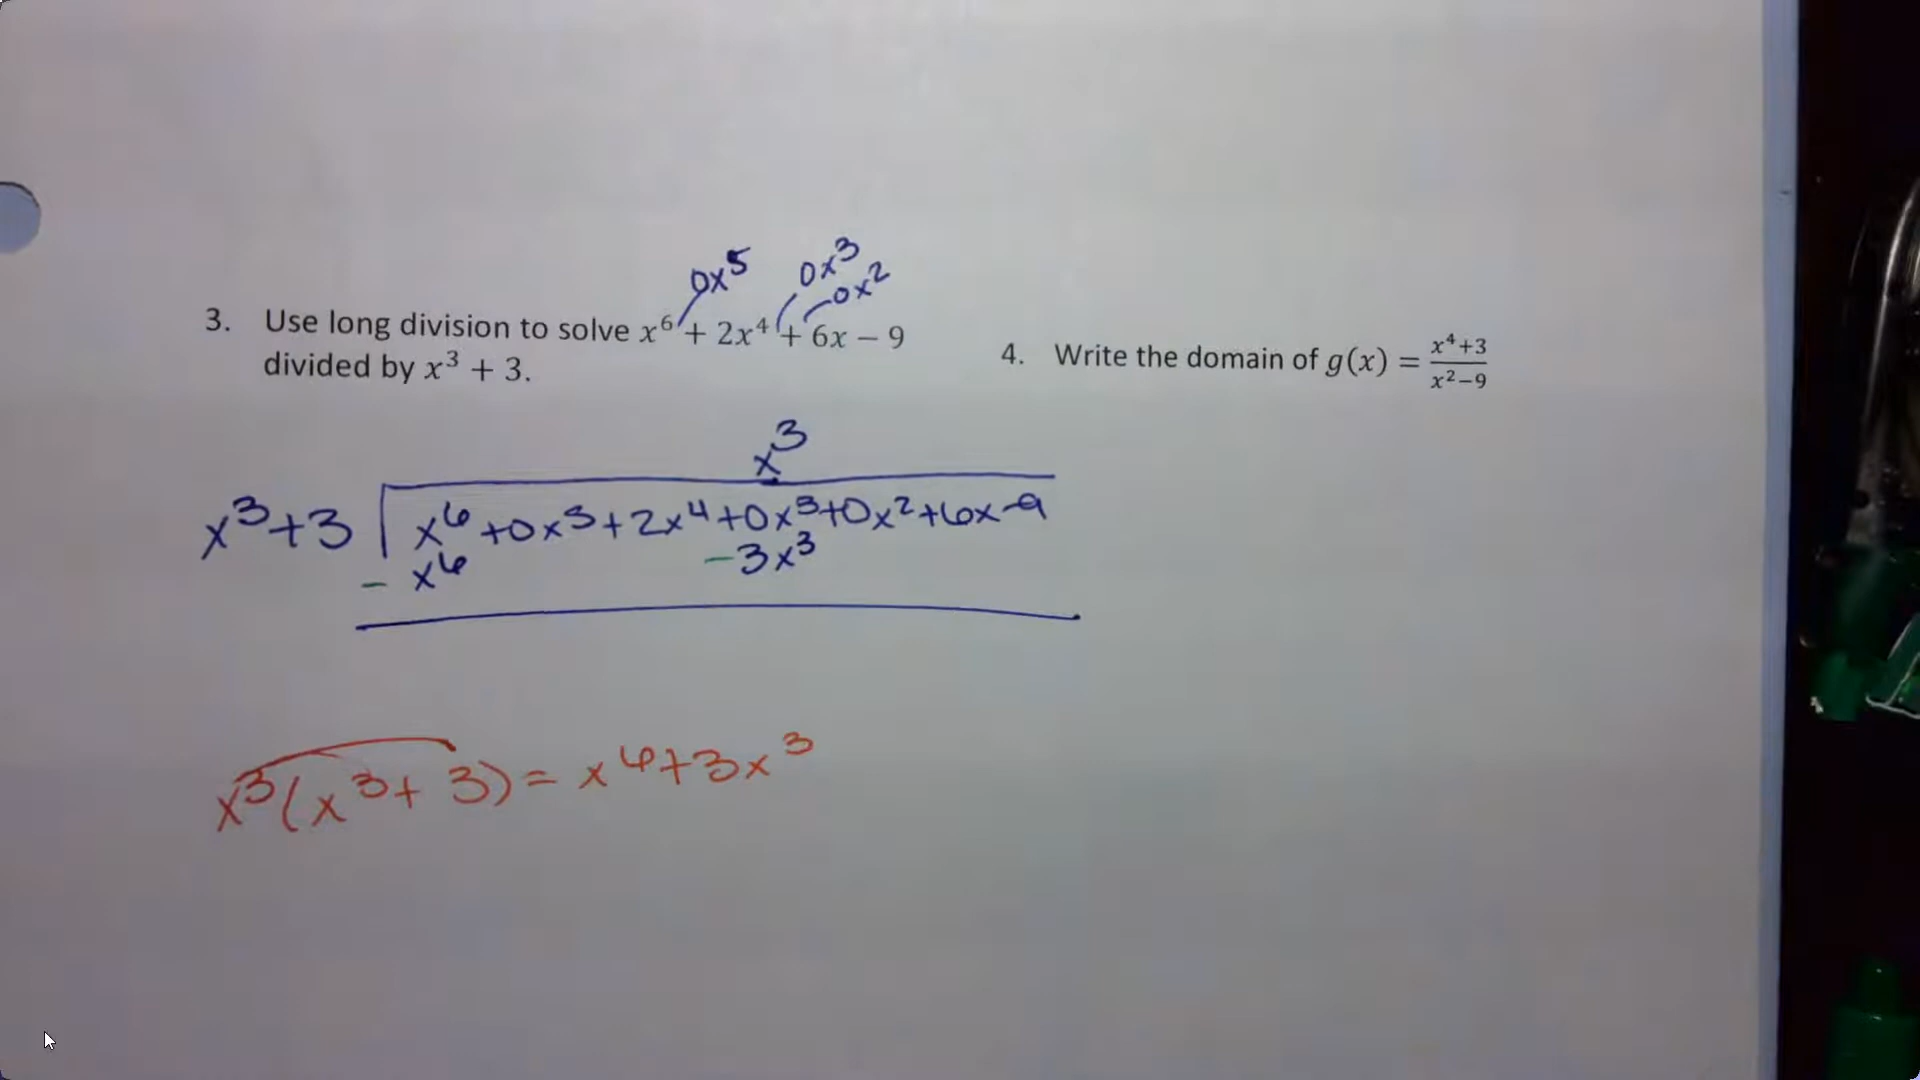 0x⁵ 0x³
0x²
3. Use long division to solve x⁶ + 2x⁴ + 6x − 9
divided by x³ + 3.
4. Write the domain of g(x) = (x⁴+3)/(x²−9)
x³
x³+3 x⁶+0x⁵+2x⁴+0x³+0x²+6x-9
- x⁶ -3x³
x³(x³+3)=x⁶+3x³